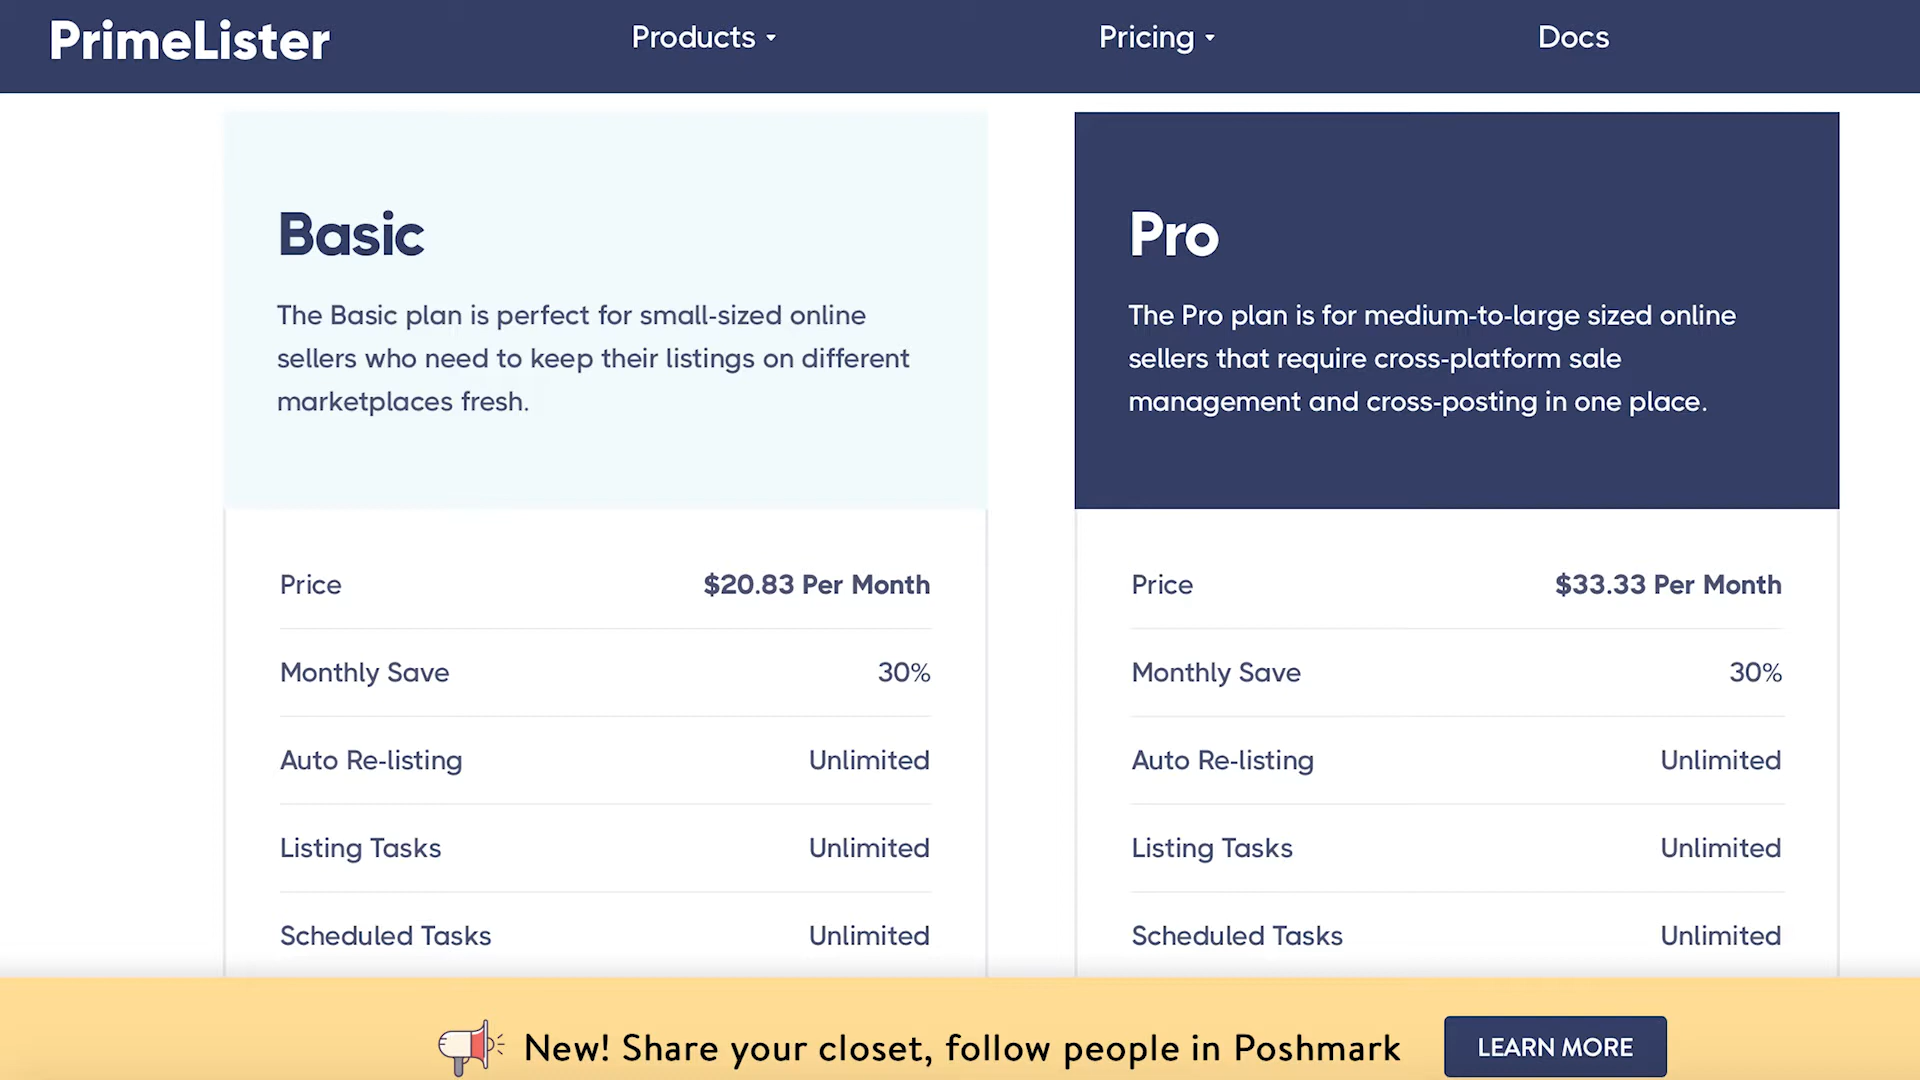 PrimeLister
Products
Pricing
Docs
Basic
The Basic plan is perfect for small-sized online
sellers who need to keep their listings on different
marketplaces fresh.
Price $20.83 Per Month
Monthly Save 30%
Auto Re-listing Unlimited
Listing Tasks Unlimited
Scheduled Tasks Unlimited
Pro
The Pro plan is for medium-to-large sized online
sellers that require cross-platform sale
management and cross-posting in one place.
Price $33.33 Per Month
Monthly Save 30%
Auto Re-listing Unlimited
Listing Tasks Unlimited
Scheduled Tasks Unlimited
New! Share your closet, follow people in Poshmark
LEARN MORE